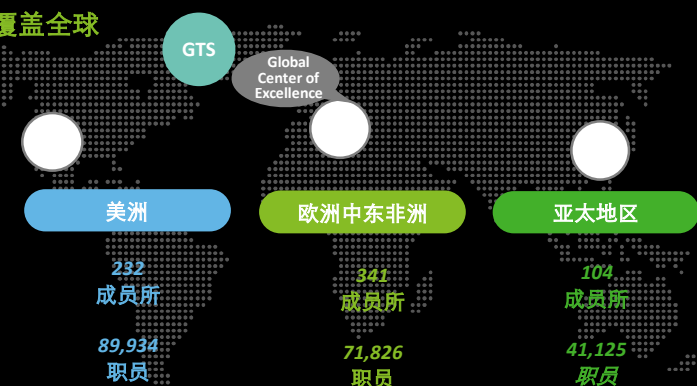 覆盖全球
GTS
Global
Center of
Excellence
美洲
欧洲中东非洲
亚太地区
232
成员所
341
成员所
104
成员所
89,934
职员
71,826
职员
41,125
职员